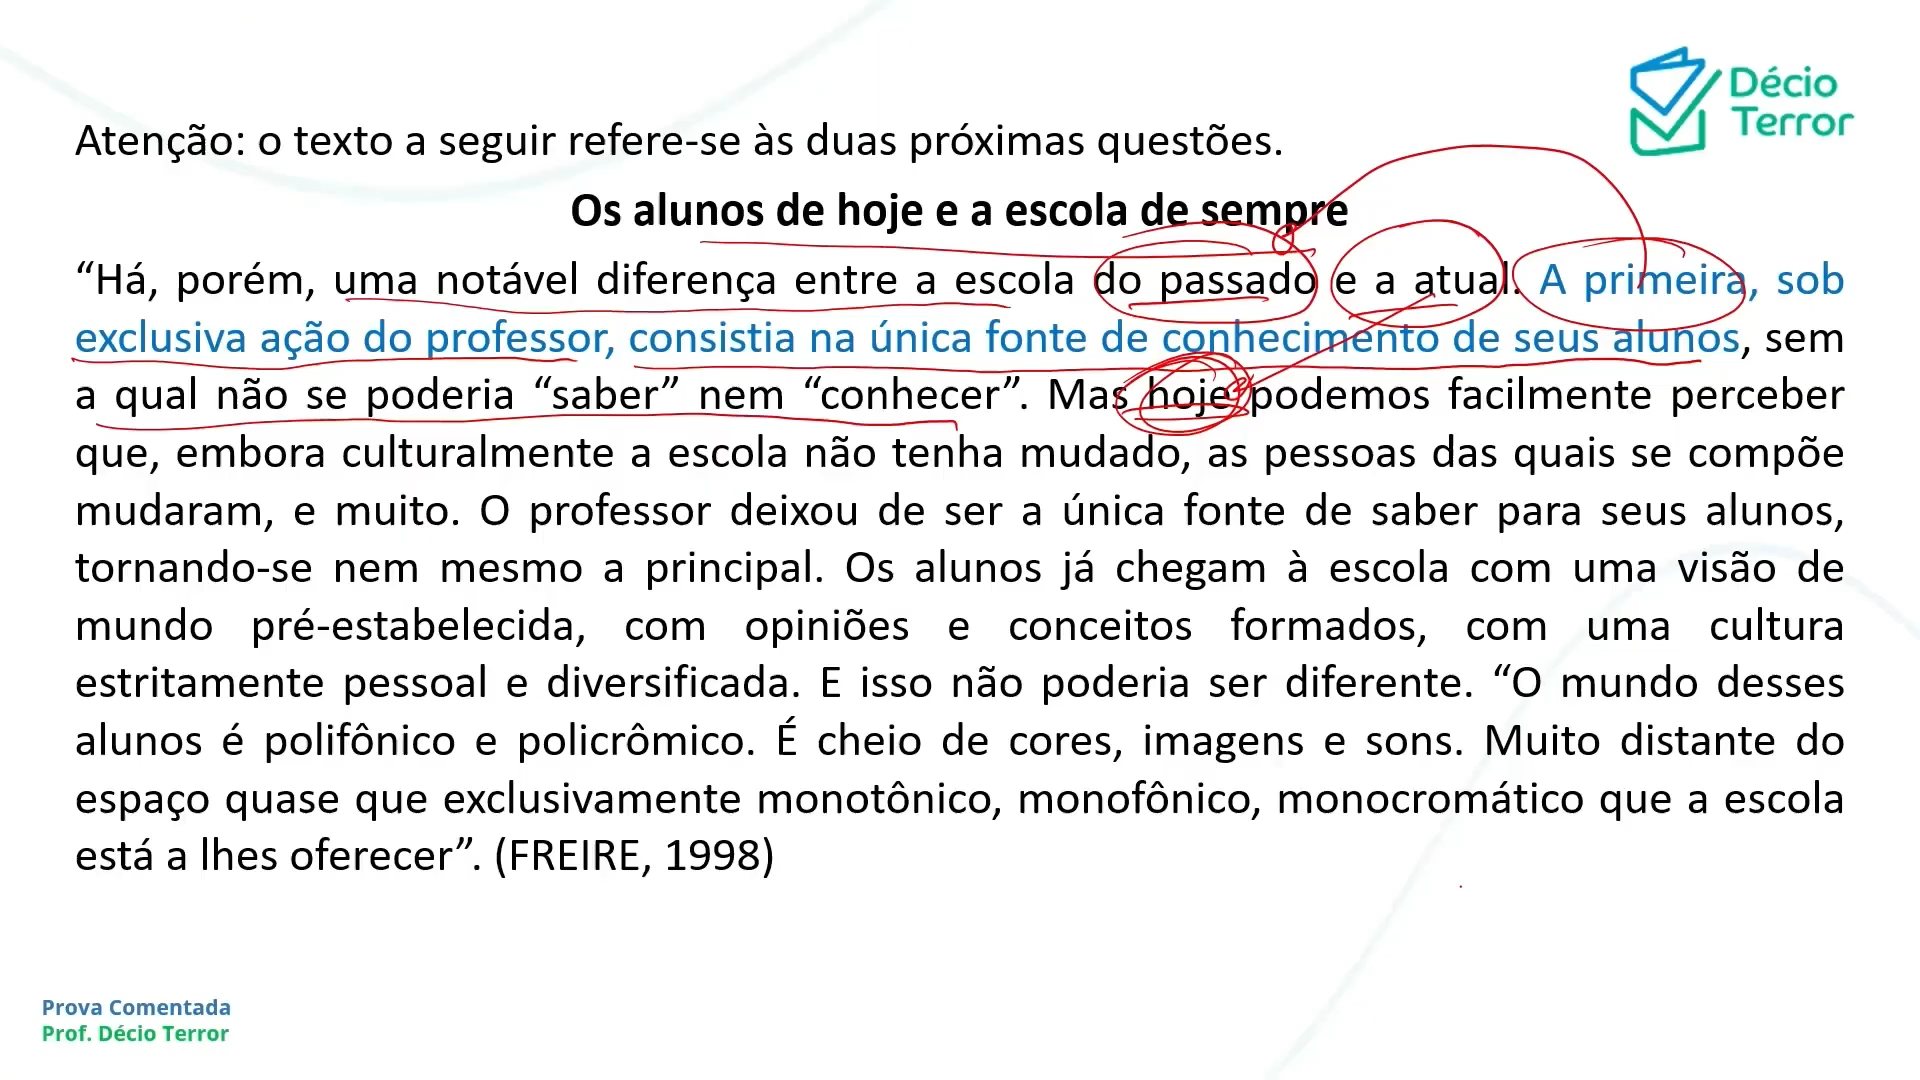 Décio
Terror
Atenção: o texto a seguir refere-se às duas próximas questões.
Os alunos de hoje e a escola de sempre
“Há, porém, uma notável diferença entre a escola do passado e a atual. A primeira, sob
exclusiva ação do professor, consistia na única fonte de conhecimento de seus alunos, sem
a qual não se poderia “saber” nem “conhecer”. Mas hoje podemos facilmente perceber
que, embora culturalmente a escola não tenha mudado, as pessoas das quais se compõe
mudaram, e muito. O professor deixou de ser a única fonte de saber para seus alunos,
tornando-se nem mesmo a principal. Os alunos já chegam à escola com uma visão de
mundo pré-estabelecida, com opiniões e conceitos formados, com uma cultura
estritamente pessoal e diversificada. E isso não poderia ser diferente. “O mundo desses
alunos é polifônico e policrômico. É cheio de cores, imagens e sons. Muito distante do
espaço quase que exclusivamente monotônico, monofônico, monocromático que a escola
está a lhes oferecer”. (FREIRE, 1998)
Prova Comentada
Prof. Décio Terror